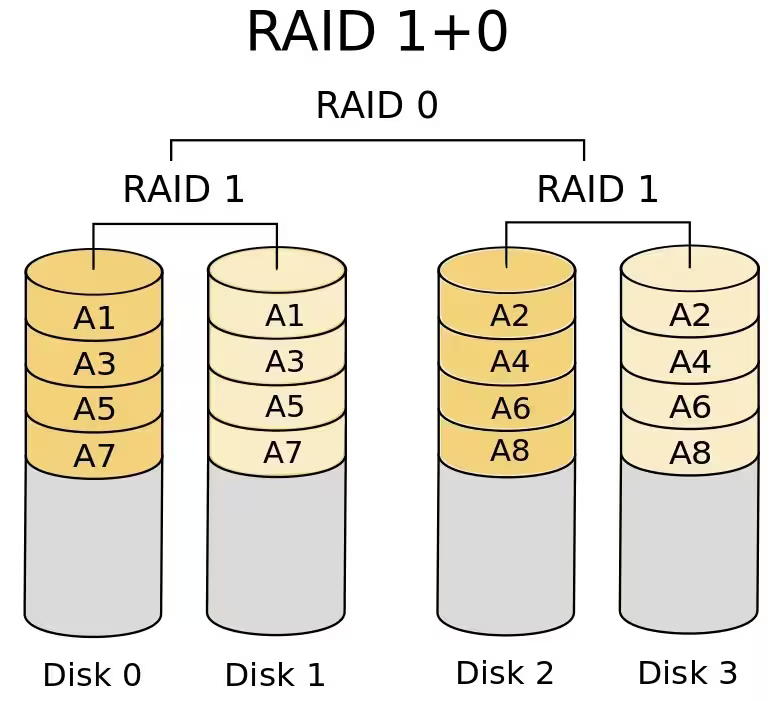 RAID 1+0
RAID 0
RAID 1 RAID 1
A1 A1 A2 A2
A3 A3 A4 A4
A5 A5 A6 A6
A7 A7 A8 A8
Disk 0 Disk 1 Disk 2 Disk 3